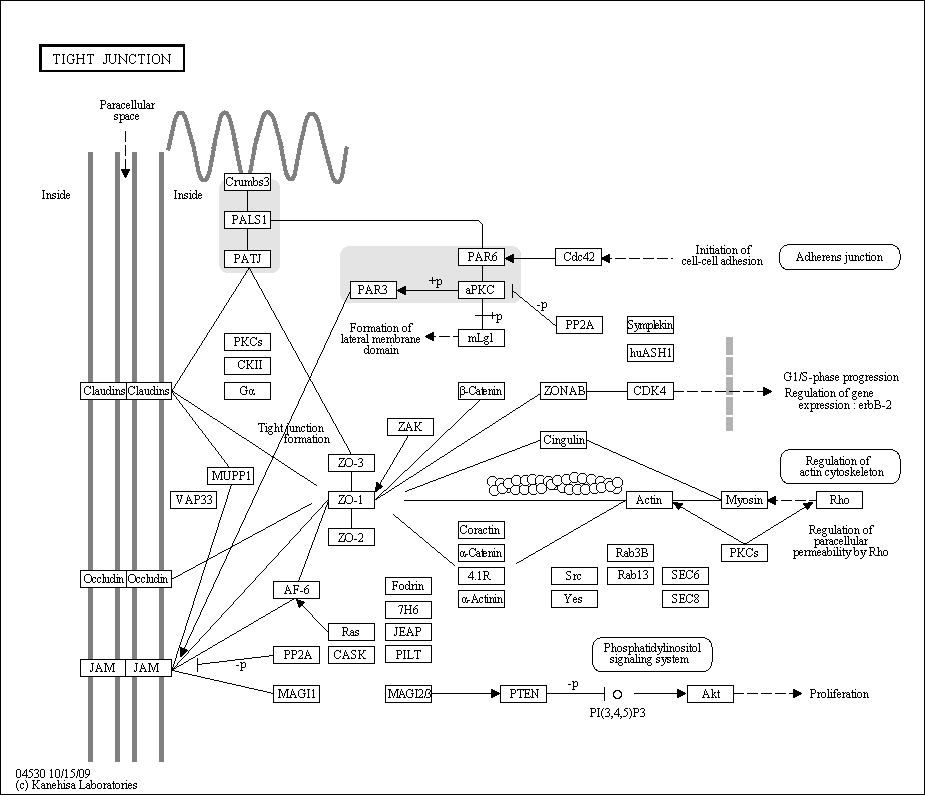 TIGHT JUNCTION
Paracellular
space
Inside
Inside
Crumbs3
PALS1
PATJ
PAR6
Cdc42
Initiation of
cell-cell adhesion
Adherens junction
PAR3
+p
aPKC
-p
+p
PP2A
Symplekin
Formation of
lateral membrane
domain
mLgl
huASH1
PKCs
CKII
Gα
Claudins
Claudins
β-Catenin
ZONAB
CDK4
G1/S-phase progression
Regulation of gene
expression : erbB-2
Tight junction
formation
ZAK
Cingulin
ZO-3
MUPP1
VAP33
ZO-1
ZO-2
Actin
Myosin
Rho
Regulation of
actin cytoskeleton
Regulation of
paracellular
permeability by Rho
PKCs
Coractin
α-Catenin
4.1R
α-Actinin
Rab3B
Src
Rab13
SEC6
Yes
SEC8
Occludin
Occludin
AF-6
Fodrin
7H6
Ras
JEAP
PP2A
CASK
PILT
-p
JAM
JAM
MAGI1
MAGI2/3
PTEN
-p
Phosphatidylinositol
signaling system
PI(3,4,5)P3
Akt
Proliferation
04530 10/15/09
(c) Kanehisa Laboratories